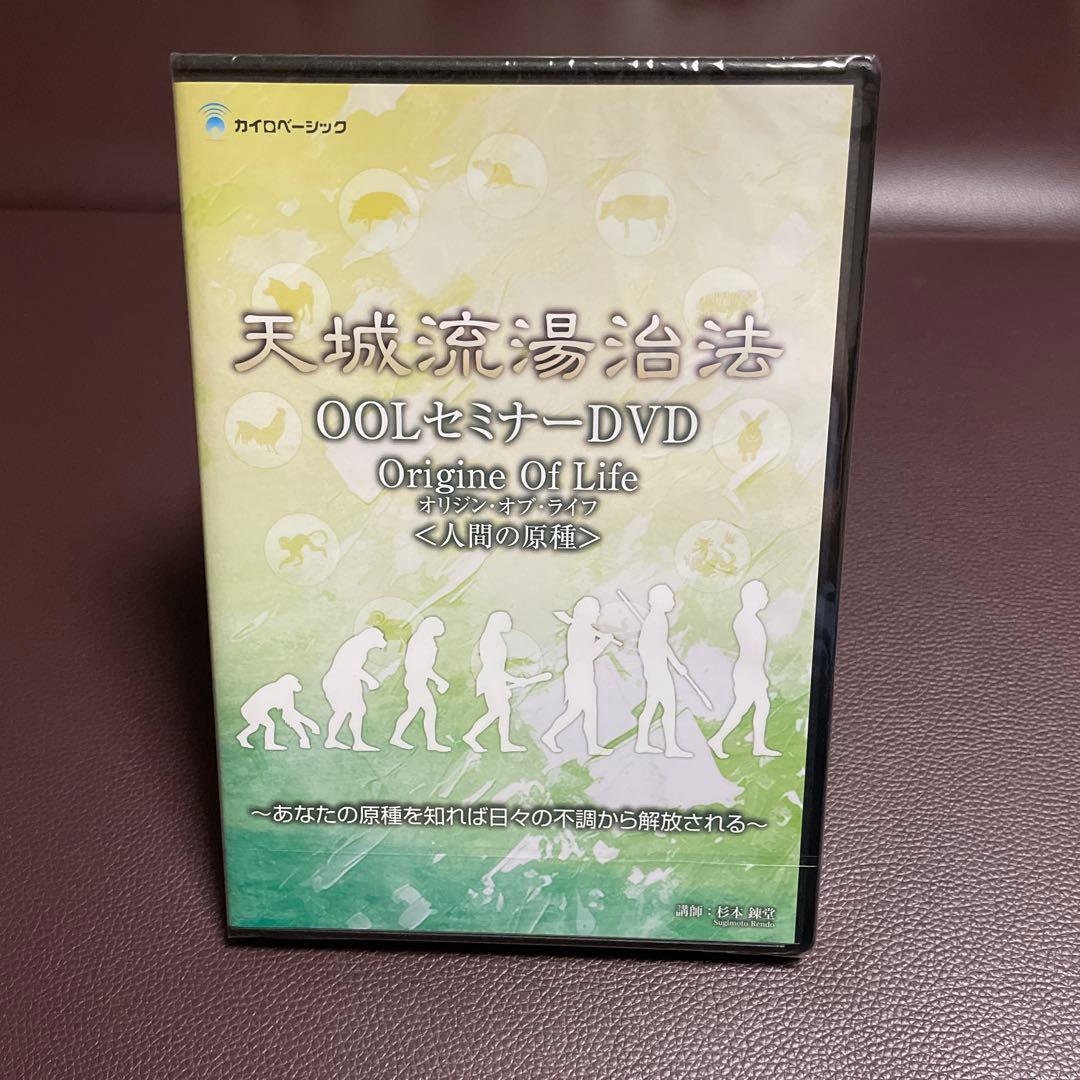 カイロベーシック
天城流湯治法
OOLセミナーDVD
Origine Of Life
オリジン・オブ・ライフ
<人間の原種>
～あなたの原種を知れば日々の不調から解放される～
講師：杉本 錬堂
Sugimoto Rendo